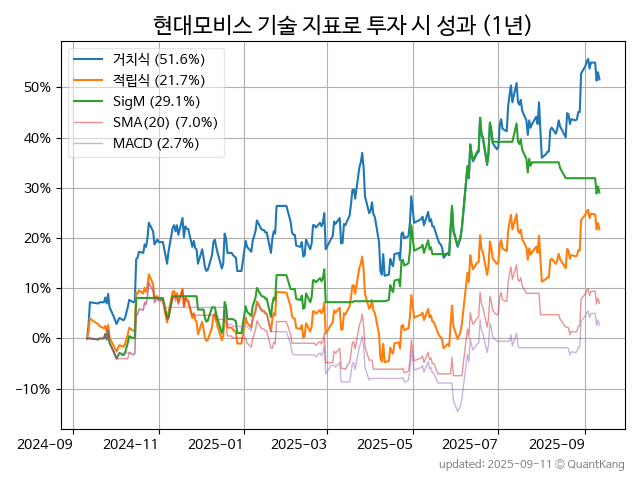 현대모비스 기술 지표로 투자 시 성과 (1년)
거치식 (51.6%)
적립식 (21.7%)
SigM (29.1%)
SMA(20) (7.0%)
MACD (2.7%)
50%
40%
30%
20%
10%
0%
−10%
2024-09 2024-11 2025-01 2025-03 2025-05 2025-07 2025-09
updated: 2025-09-11 © QuantKang